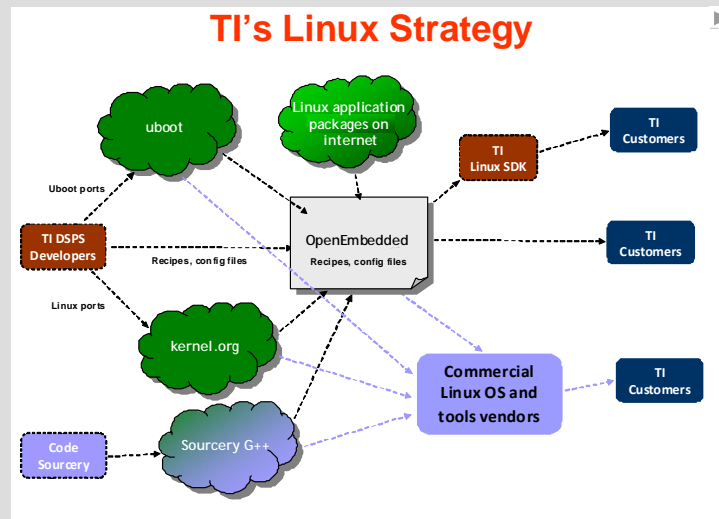 TI's Linux Strategy
uboot
Linux application
packages on
internet
TI
Linux SDK
TI
Customers
Uboot ports
TI DSPS
Developers
Recipes, config files
OpenEmbedded
Recipes, config files
TI
Customers
Linux ports
kernel.org
Commercial
Linux OS and
tools vendors
TI
Customers
Code
Sourcery
Sourcery G++